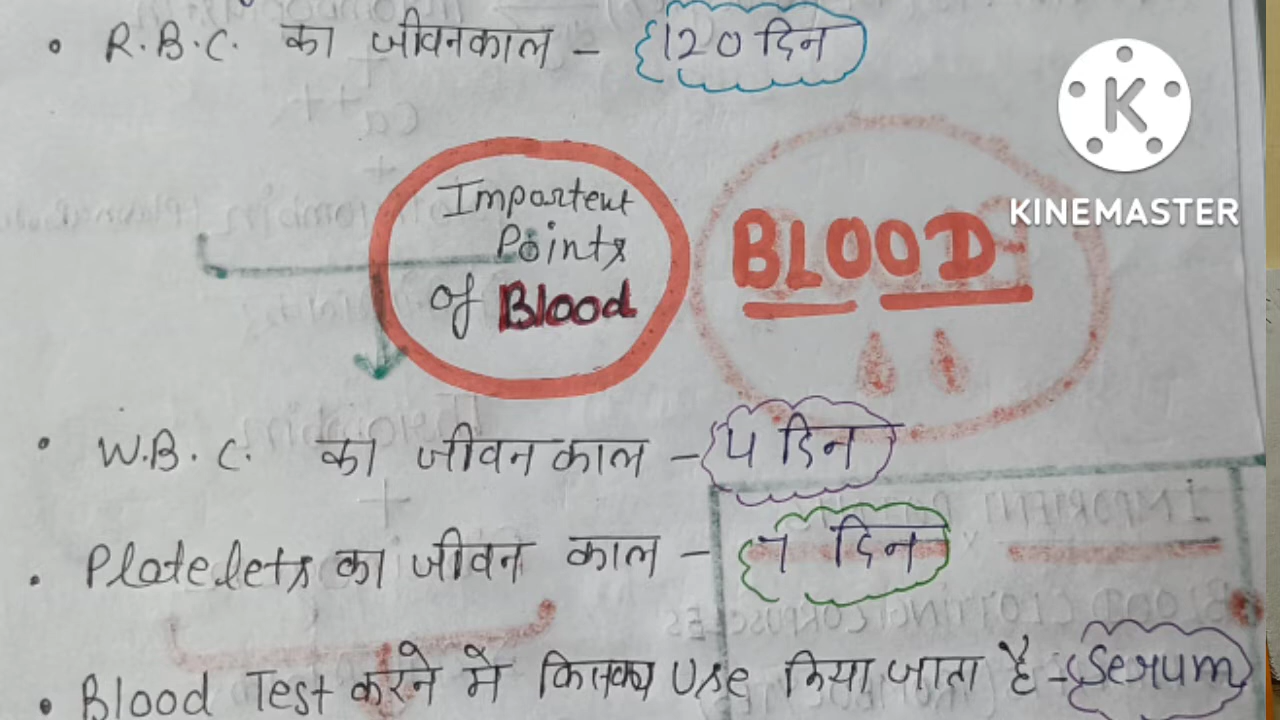 • R.B.C. का जीवनकाल - 120 दिन
KINEMASTER
Importent
Points
of Blood
BLOOD
• W.B.C. का जीवन काल - 4 दिन
• Platelets का जीवन काल - 7 दिन
• Blood Test करने मे किसका Use किया जाता है - Serum